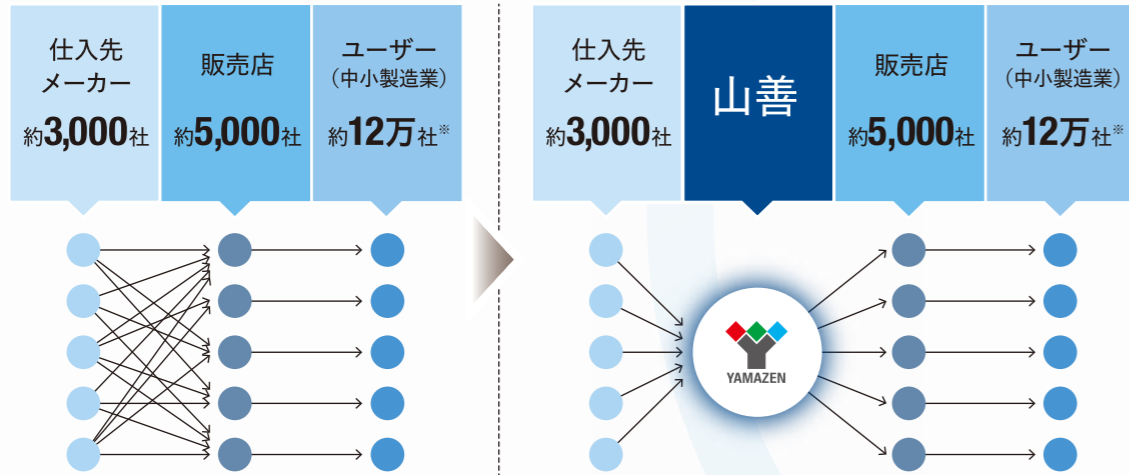 仕入先
メーカー
約3,000社
販売店
約5,000社
ユーザー
（中小製造業）
約12万社※
仕入先
メーカー
約3,000社
山善
販売店
約5,000社
ユーザー
（中小製造業）
約12万社※
YAMAZEN